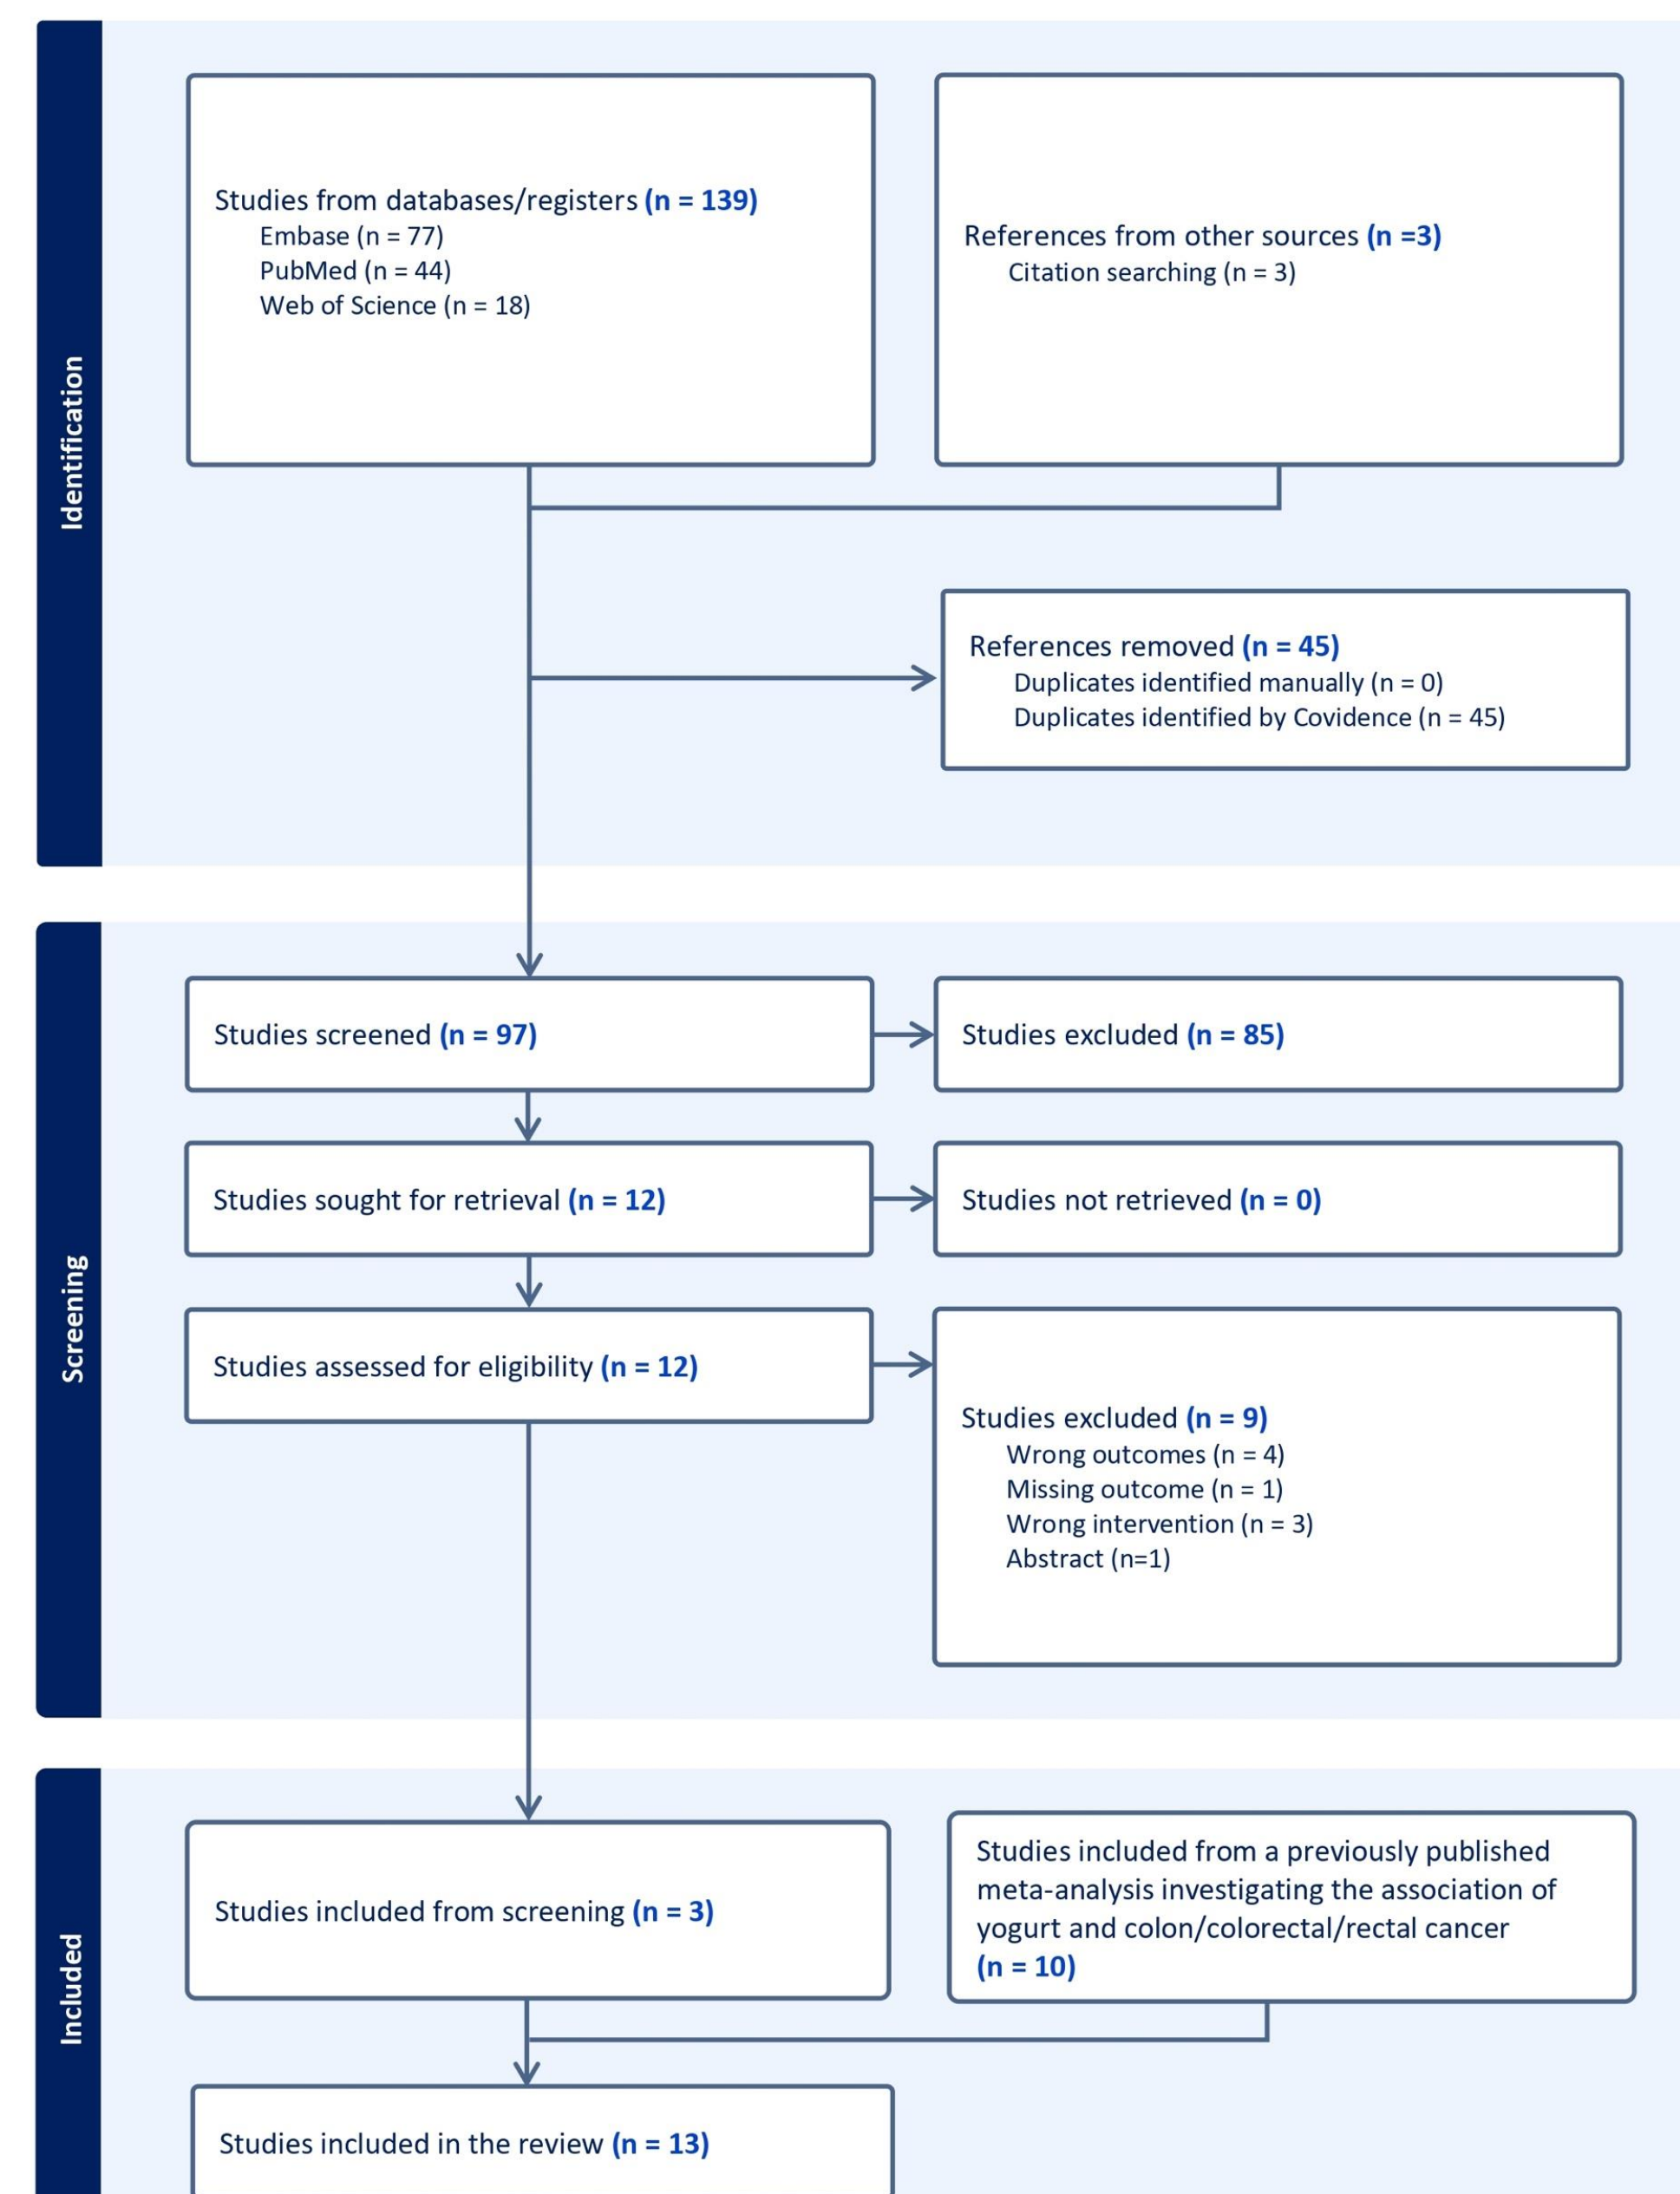 Identification
Studies from databases/registers (n = 139)
Embase (n = 77)
PubMed (n = 44)
Web of Science (n = 18)
References from other sources (n =3)
Citation searching (n = 3)
References removed (n = 45)
Duplicates identified manually (n = 0)
Duplicates identified by Covidence (n = 45)
Screening
Studies screened (n = 97)
Studies excluded (n = 85)
Studies sought for retrieval (n = 12)
Studies not retrieved (n = 0)
Studies assessed for eligibility (n = 12)
Studies excluded (n = 9)
Wrong outcomes (n = 4)
Missing outcome (n = 1)
Wrong intervention (n = 3)
Abstract (n=1)
Included
Studies included from screening (n = 3)
Studies included from a previously published
meta-analysis investigating the association of
yogurt and colon/colorectal/rectal cancer
(n = 10)
Studies included in the review (n = 13)